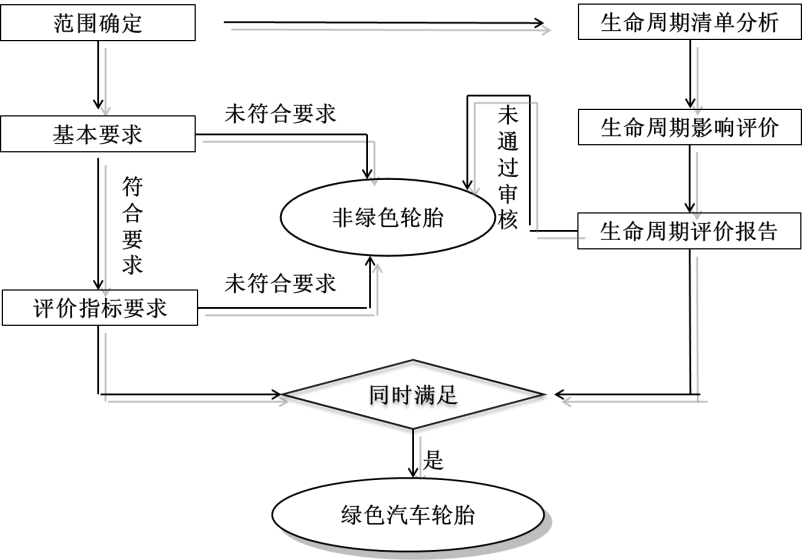 范围确定
生命周期清单分析
基本要求
未符合要求
未通过审核
生命周期影响评价
符合要求
非绿色轮胎
生命周期评价报告
评价指标要求
未符合要求
同时满足
是
绿色汽车轮胎